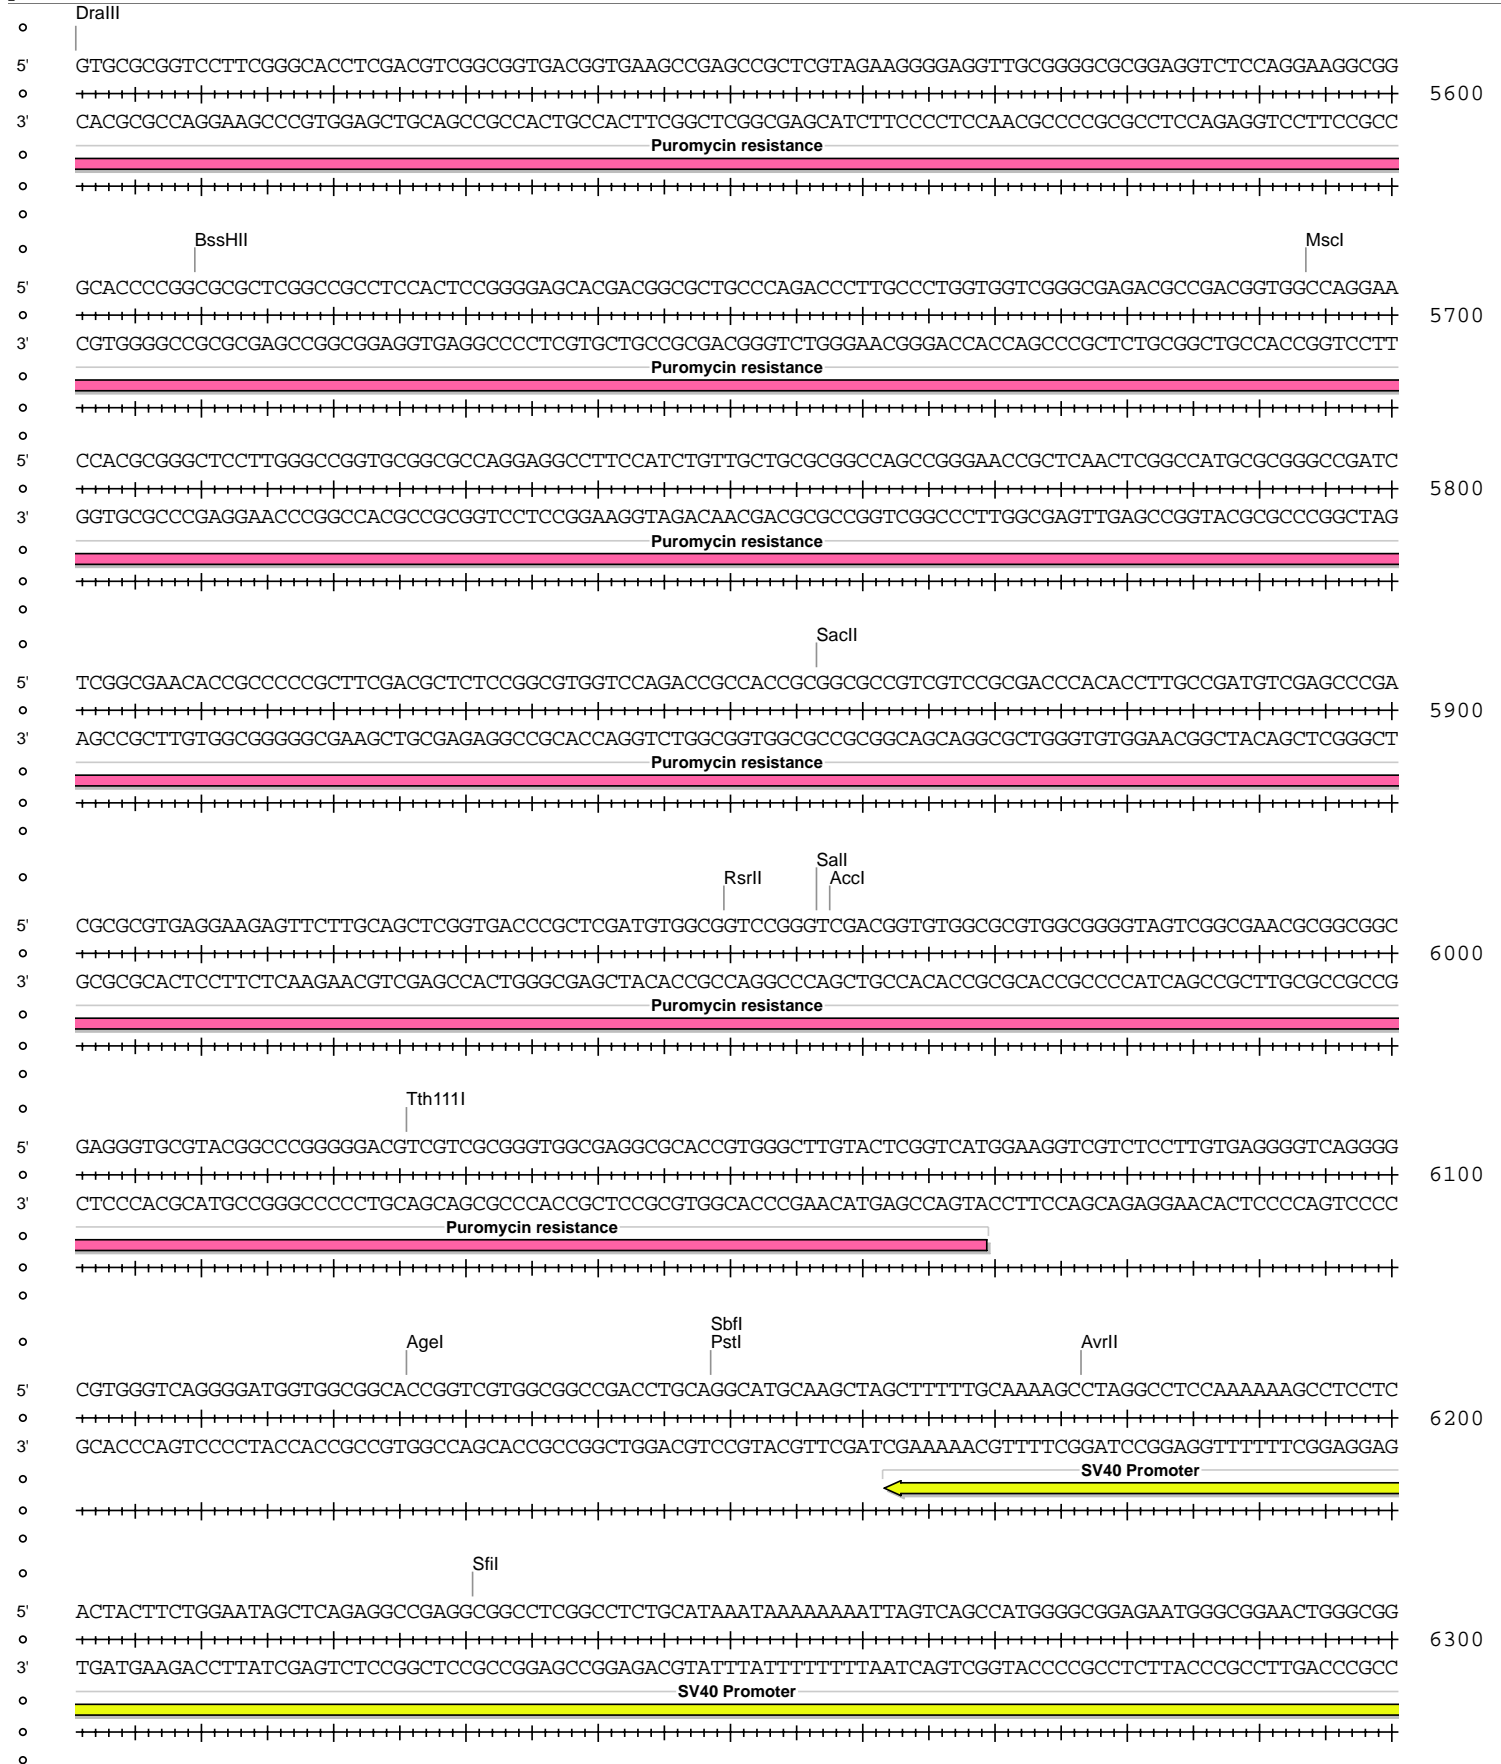 DraIII
5' GTGCGCGGTCCTTCGGGCACCTCGACGTCGGCGGTGACGGTGAAGCCGAGCCGCTCGTAGAAGGGGAGGTTGCGGGGCGCGGAGGTCTCCAGGAAGGCGG
5600
3' CACGCGCCAGGAAGCCCGTGGAGCTGCAGCCGCCACTGCCACTTCGGCTCGGCGAGCATCTTCCCCTCCAACGCCCCGCGCCTCCAGAGGTCCTTCCGCC
Puromycin resistance
BssHII MscI
5' GCACCCCGGCGCGCTCGGCCGCCTCCACTCCGGGGAGCACGACGGCGCTGCCCAGACCCTTGCCCTGGTGGTCGGGCGAGACGCCGACGGTGGCCAGGAA
5700
3' CGTGGGGCCGCGCGAGCCGGCGGAGGTGAGGCCCCTCGTGCTGCCGCGACGGGTCTGGGAACGGGACCACCAGCCCGCTCTGCGGCTGCCACCGGTCCTT
Puromycin resistance
5' CCACGCGGGCTCCTTGGGCCGGTGCGGCGCCAGGAGGCCTTCCATCTGTTGCTGCGCGGCCAGCCGGGAACCGCTCAACTCGGCCATGCGCGGGCCGATC
5800
3' GGTGCGCCCGAGGAACCCGGCCACGCCGCGGTCCTCCGGAAGGTAGACAACGACGCGCCGGTCGGCCCTTGGCGAGTTGAGCCGGTACGCGCCCGGCTAG
Puromycin resistance
SacII
5' TCGGCGAACACCGCCCCCGCTTCGACGCTCTCCGGCGTGGTCCAGACCGCCACCGCGGCGCCGTCGTCCGCGACCCACACCTTGCCGATGTCGAGCCCGA
5900
3' AGCCGCTTGTGGCGGGGGCGAAGCTGCGAGAGGCCGCACCAGGTCTGGCGGTGGCGCCGCGGCAGCAGGCGCTGGGTGTGGAACGGCTACAGCTCGGGCT
Puromycin resistance
SalI
RsrII AccI
5' CGCGCGTGAGGAAGAGTTCTTGCAGCTCGGTGACCCGCTCGATGTGGCGGTCCGGGTCGACGGTGTGGCGCGTGGCGGGGTAGTCGGCGAACGCGGCGGC
6000
3' GCGCGCACTCCTTCTCAAGAACGTCGAGCCACTGGGCGAGCTACACCGCCAGGCCCAGCTGCCACACCGCGCACCGCCCCATCAGCCGCTTGCGCCGCCG
Puromycin resistance
Tth111I
5' GAGGGTGCGTACGGCCCGGGGGACGTCGTCGCGGGTGGCGAGGCGCACCGTGGGCTTGTACTCGGTCATGGAAGGTCGTCTCCTTGTGAGGGGTCAGGGG
6100
3' CTCCCACGCATGCCGGGCCCCCTGCAGCAGCGCCCACCGCTCCGCGTGGCACCCGAACATGAGCCAGTACCTTCCAGCAGAGGAACACTCCCCAGTCCCC
Puromycin resistance
SbfI
AgeI PstI AvrII
5' CGTGGGTCAGGGGATGGTGGCGGCACCGGTCGTGGCGGCCGACCTGCAGGCATGCAAGCTAGCTTTTTGCAAAAGCCTAGGCCTCCAAAAAAGCCTCCTC
6200
3' GCACCCAGTCCCCTACCACCGCCGTGGCCAGCACCGCCGGCTGGACGTCCGTACGTTCGATCGAAAAACGTTTTCGGATCCGGAGGTTTTTTCGGAGGAG
SV40 Promoter
SfiI
5' ACTACTTCTGGAATAGCTCAGAGGCCGAGGCGGCCTCGGCCTCTGCATAAATAAAAAAAATTAGTCAGCCATGGGGCGGAGAATGGGCGGAACTGGGCGG
6300
3' TGATGAAGACCTTATCGAGTCTCCGGCTCCGCCGGAGCCGGAGACGTATTTATTTTTTTTAATCAGTCGGTACCCCGCCTCTTACCCGCCTTGACCCGCC
SV40 Promoter